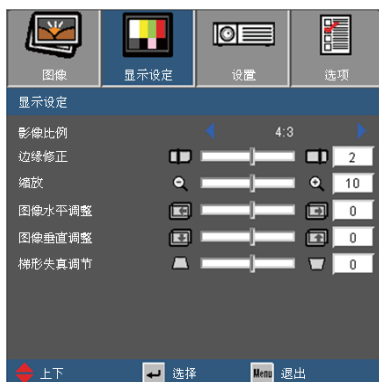 图像 显示设定 设置 选项
显示设定
影像比例 4:3
边缘修正 2
缩放 10
图像水平调整 0
图像垂直调整 0
梯形失真调节 0
上下 选择 Menu 退出